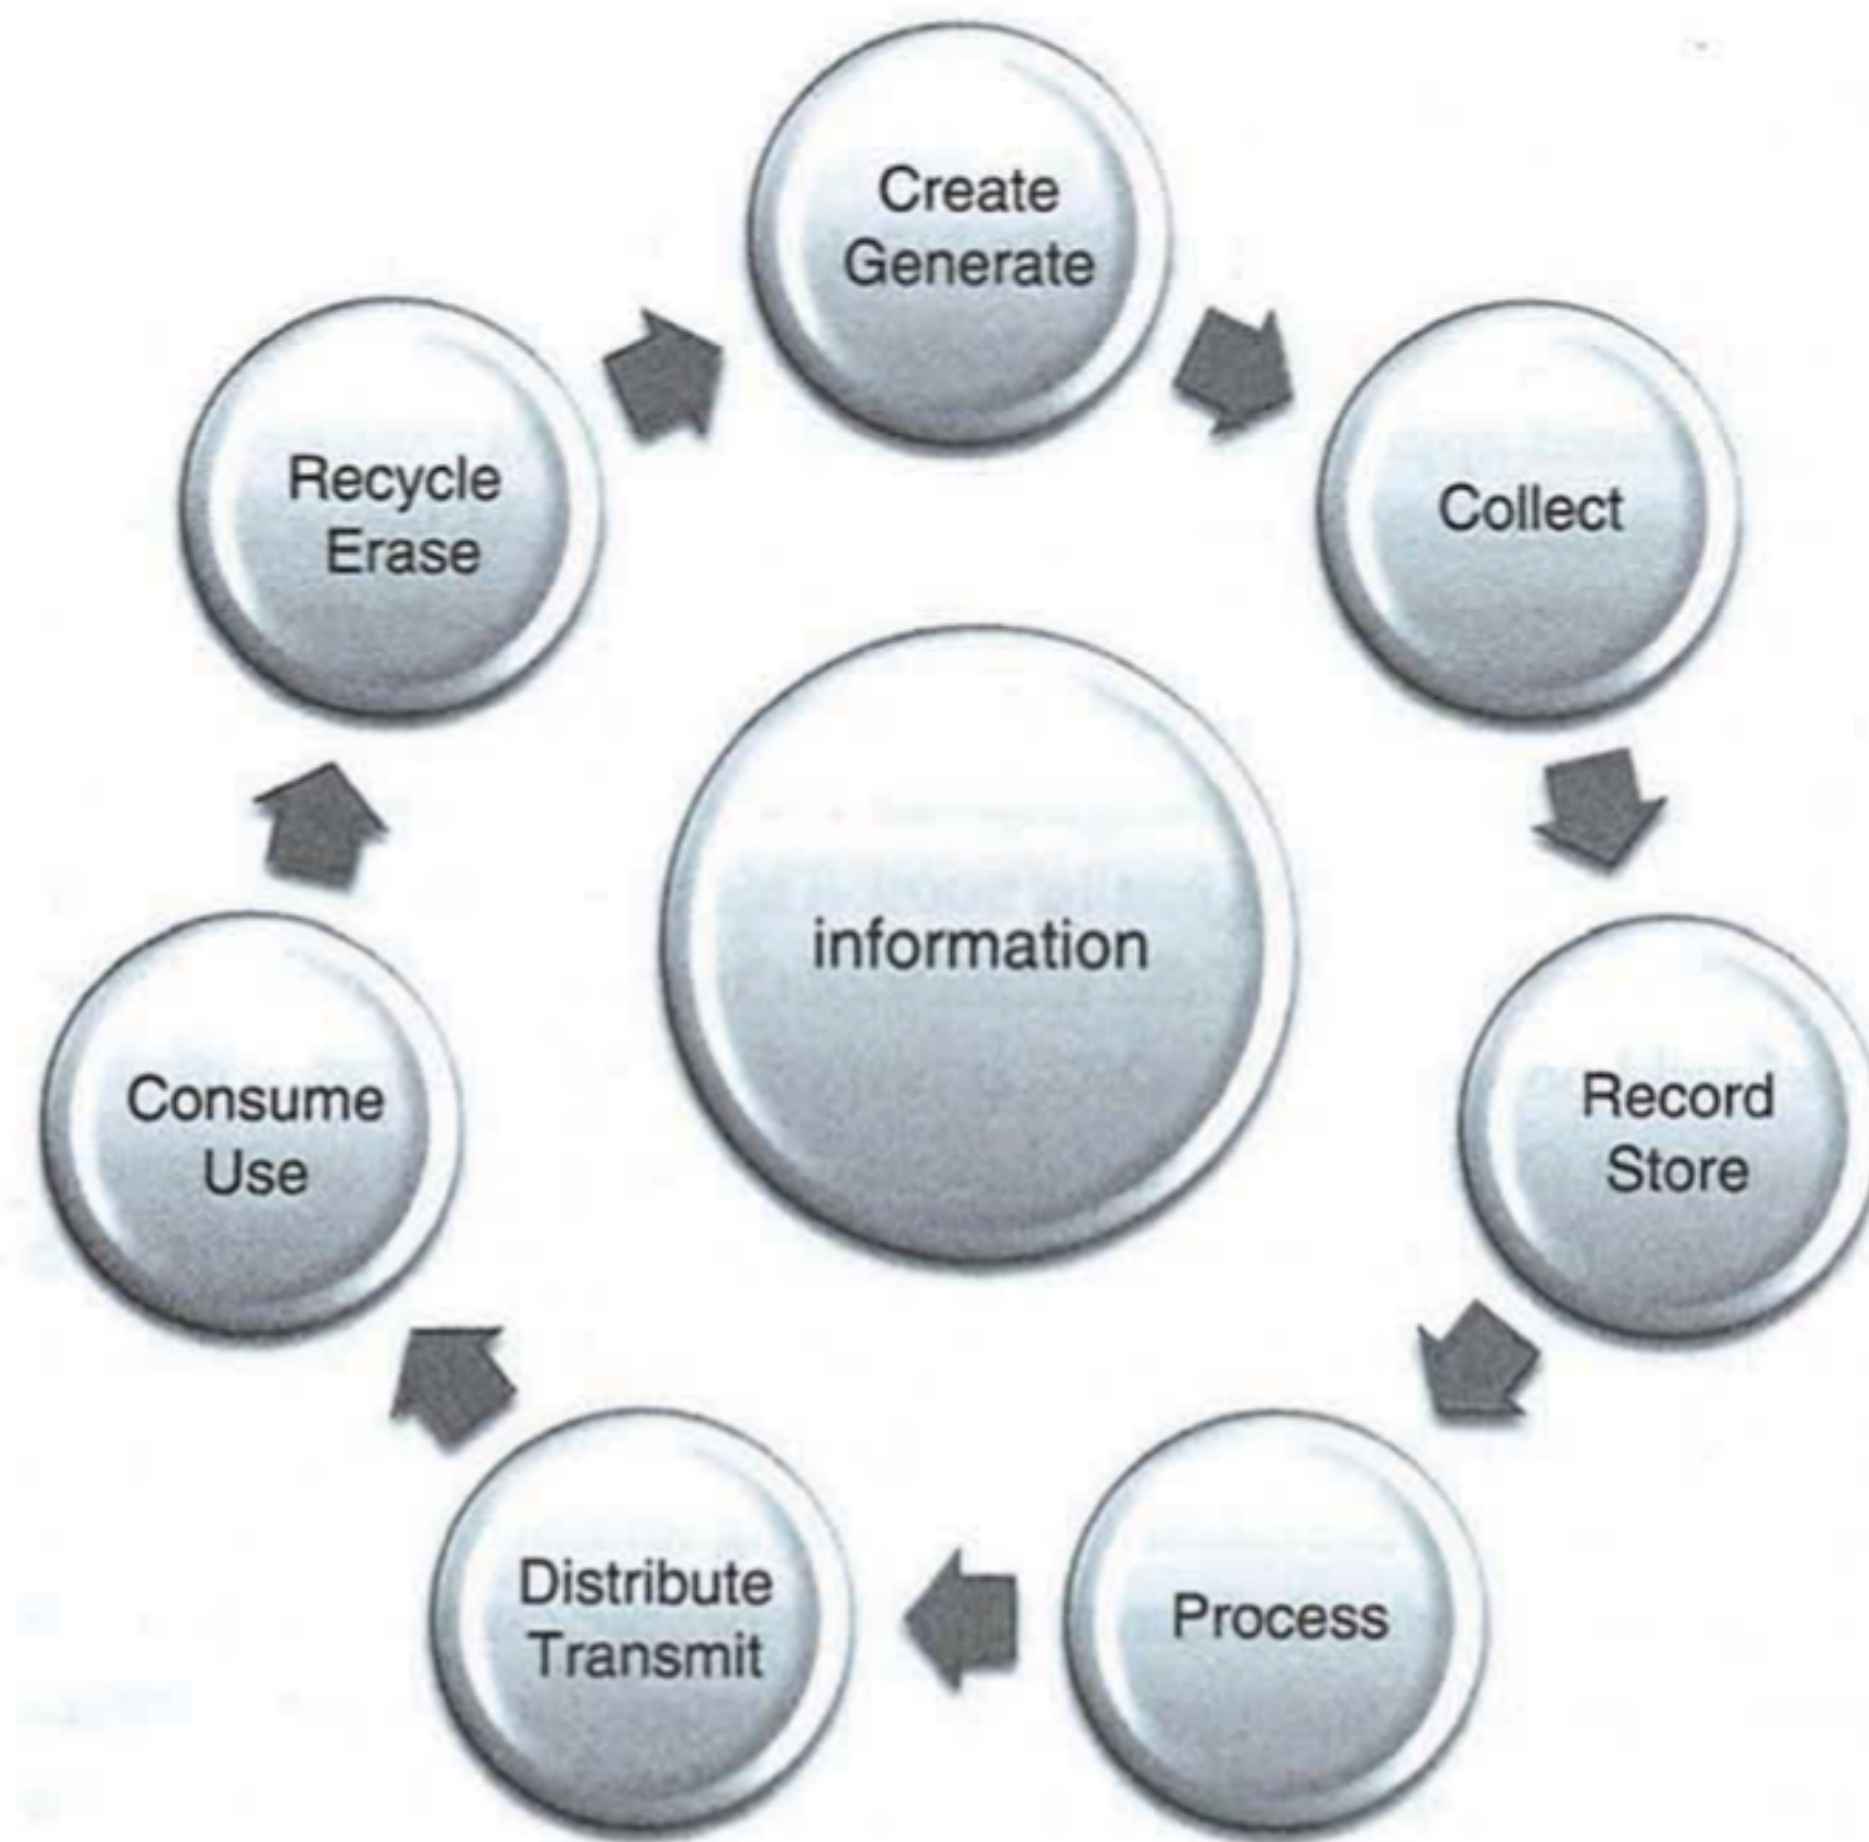 Create
Generate
Collect
Record
Store
Process
Distribute
Transmit
Consume
Use
Recycle
Erase
information